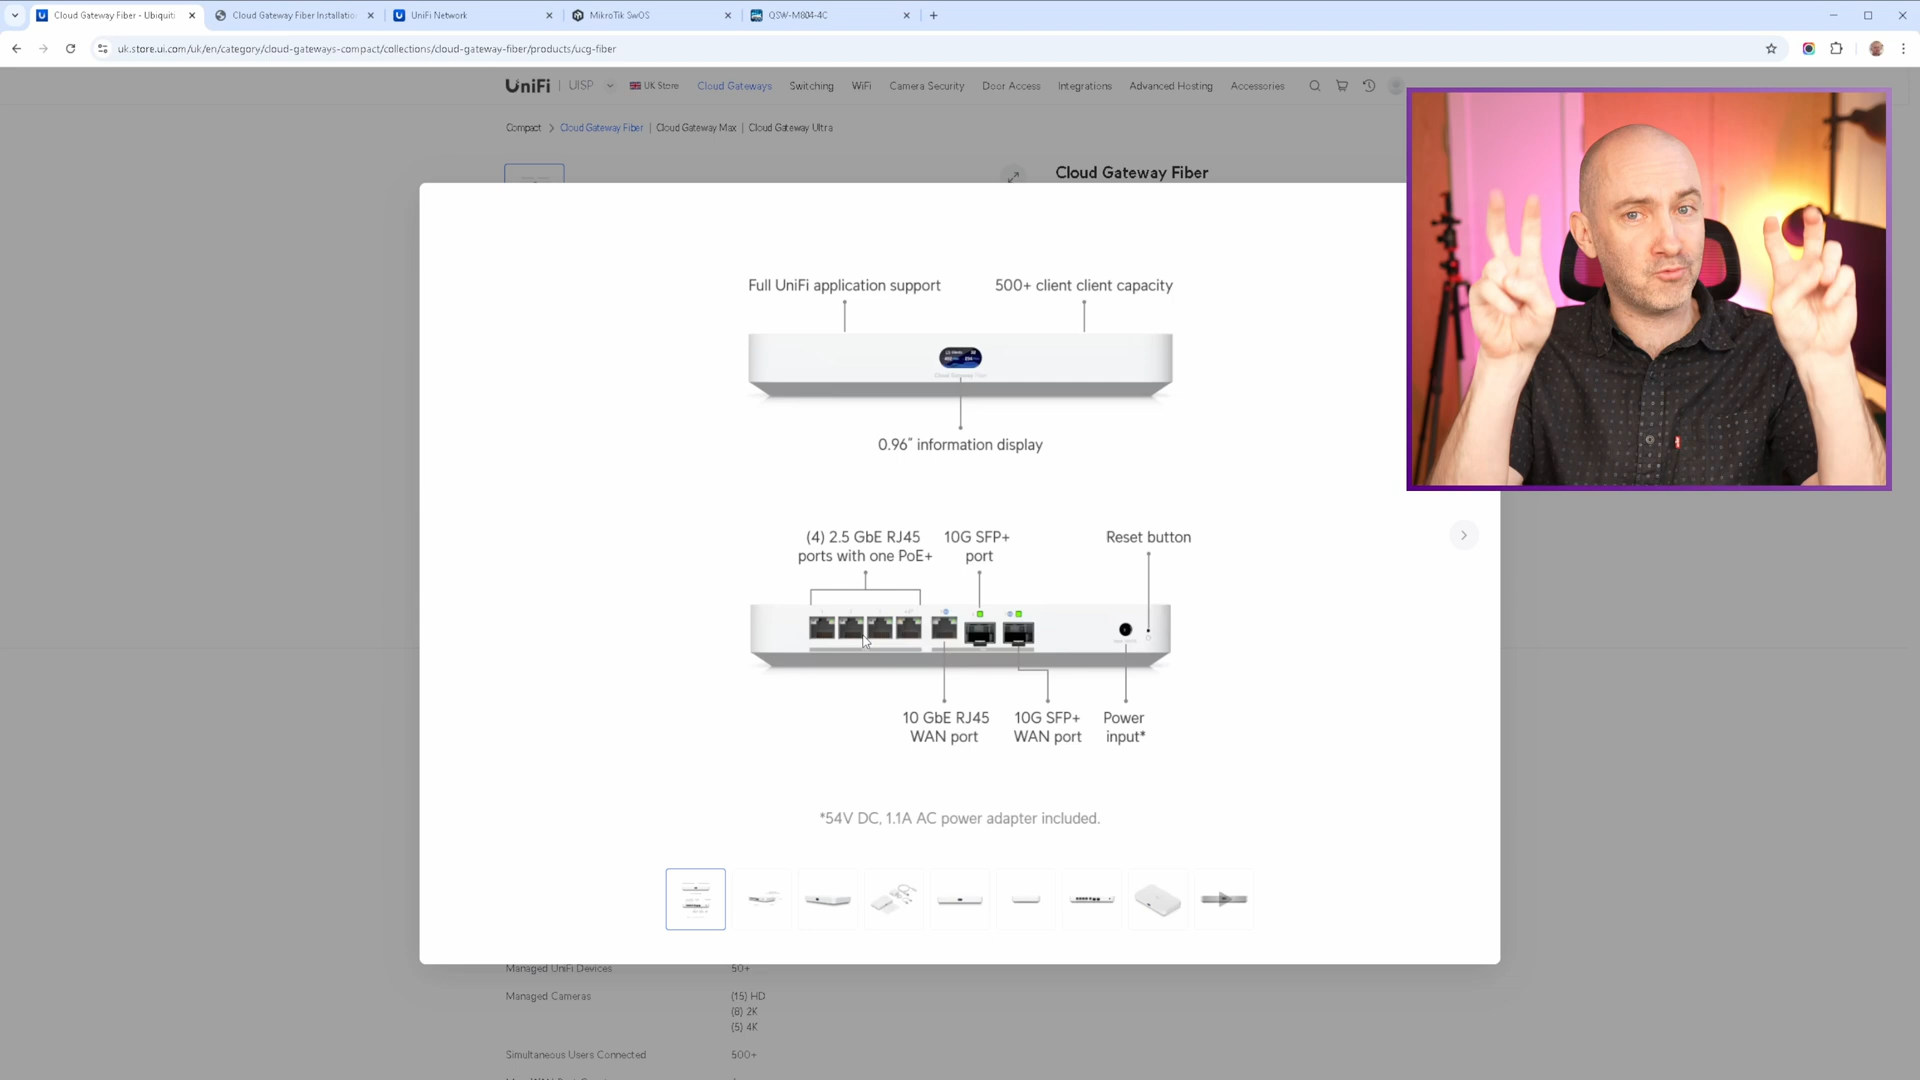 Cloud Gateway Fiber - Ubiquiti
Cloud Gateway Fiber Installatio
UniFi Network
MikroTik SwOS
QSW-M804-4C
uk.store.ui.com/uk/en/category/cloud-gateways-compact/collections/cloud-gateway-fiber/products/ucg-fiber
UniFi | UISP UK Store Cloud Gateways Switching WiFi Camera Security Door Access Integrations Advanced Hosting Accessories
Compact > Cloud Gateway Fiber | Cloud Gateway Max | Cloud Gateway Ultra
Cloud Gateway Fiber
Full UniFi application support
500+ client client capacity
0.96" information display
(4) 2.5 GbE RJ45
ports with one PoE+
10G SFP+
port
Reset button
10 GbE RJ45
WAN port
10G SFP+
WAN port
Power
input*
*54V DC, 1.1A AC power adapter included.
Managed UniFi Devices 50+
Managed Cameras (15) HD
(8) 2K
(5) 4K
Simultaneous Users Connected 500+